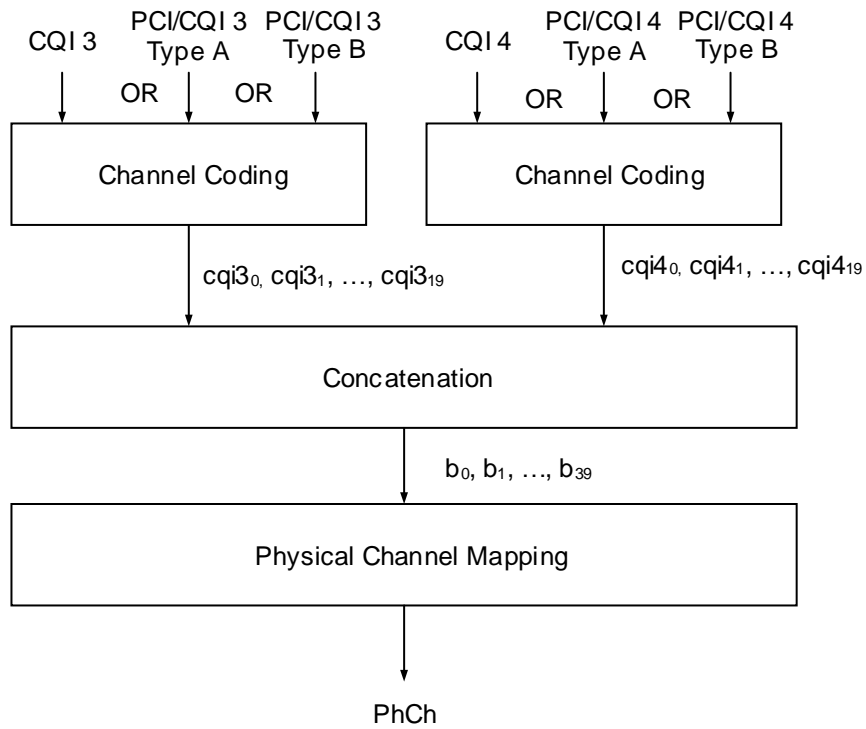 CQI 3
PCI/CQI 3
Type A
PCI/CQI 3
Type B
CQI 4
PCI/CQI 4
Type A
PCI/CQI 4
Type B
OR OR
OR OR
Channel Coding
Channel Coding
cqi3₀, cqi3₁, …, cqi3₁₉
cqi4₀, cqi4₁, …, cqi4₁₉
Concatenation
b₀, b₁, …, b₃₉
Physical Channel Mapping
PhCh